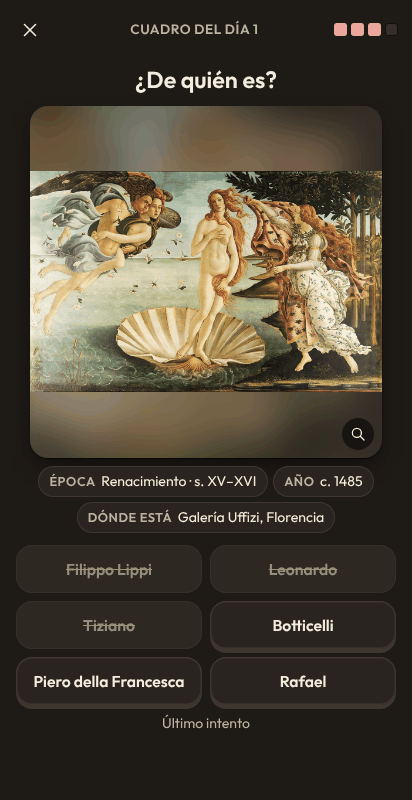 CUADRO DEL DÍA 1
¿De quién es?
ÉPOCA Renacimiento · s. XV–XVI AÑO c. 1485
DÓNDE ESTÁ Galería Uffizi, Florencia
Filippo Lippi Leonardo
Tiziano Botticelli
Piero della Francesca Rafael
Último intento